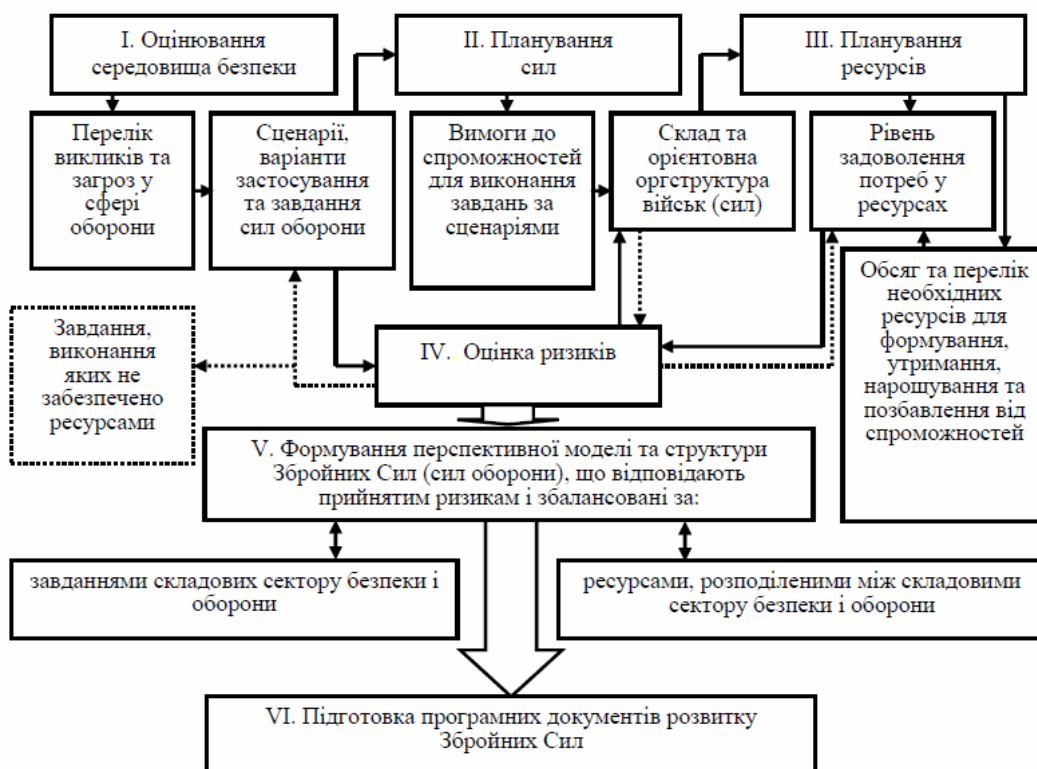 І. Оцінювання
середовища безпеки
ІІ. Планування
сил
ІІІ. Планування
ресурсів
Перелік
викликів та
загроз у
сфері
оборони
Сценарії,
варіанти
застосування
та завдання
сил оборони
Вимоги до
спроможностей
для виконання
завдань за
сценаріями
Склад та
орієнтовна
оргструктура
військ (сил)
Рівень
задоволення
потреб у
ресурсах
Завдання,
виконання
яких не
забезпечено
ресурсами
IV. Оцінка ризиків
Обсяг та перелік
необхідних
ресурсів для
формування,
утримання,
нарощування та
позбавлення від
спроможностей
V. Формування перспективної моделі та структури
Збройних Сил (сил оборони), що відповідають
прийнятим ризикам і збалансовані за:
завданнями складових сектору безпеки і
оборони
ресурсами, розподіленими між складовими
сектору безпеки і оборони
VI. Підготовка програмних документів розвитку
Збройних Сил